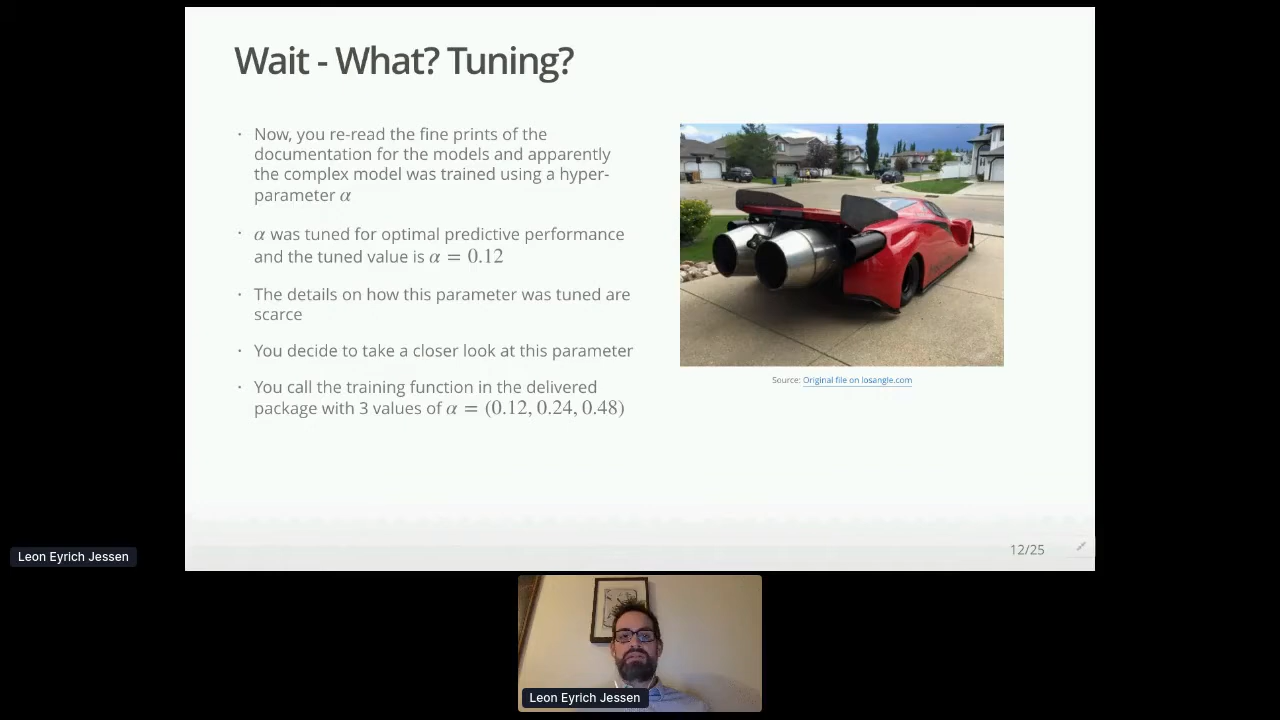 Wait - What? Tuning?
· Now, you re-read the fine prints of the
documentation for the models and apparently
the complex model was trained using a hyper-
parameter α
· α was tuned for optimal predictive performance
and the tuned value is α = 0.12
· The details on how this parameter was tuned are
scarce
· You decide to take a closer look at this parameter
· You call the training function in the delivered
package with 3 values of α = (0.12, 0.24, 0.48)
Source: Original file on losangle.com
12/25
Leon Eyrich Jessen
Leon Eyrich Jessen